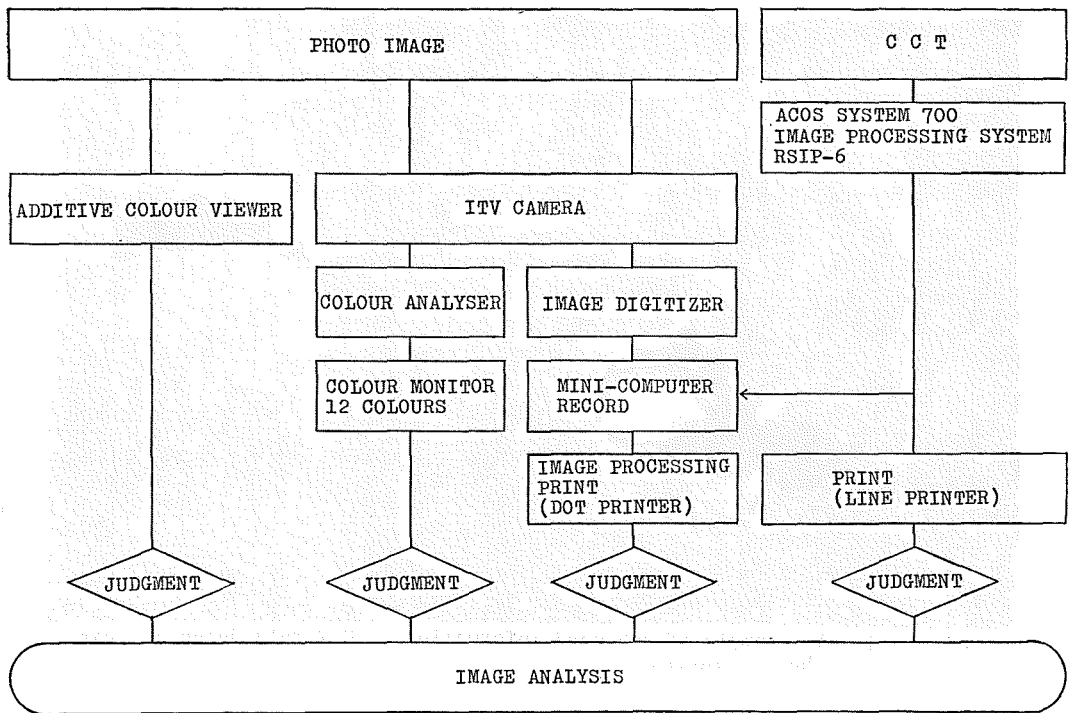 PHOTO IMAGE
C C T
ACOS SYSTEM 700
IMAGE PROCESSING SYSTEM
RSIP-6
ADDITIVE COLOUR VIEWER
ITV CAMERA
COLOUR ANALYSER
IMAGE DIGITIZER
COLOUR MONITOR
12 COLOURS
MINI-COMPUTER
RECORD
IMAGE PROCESSING
PRINT
(DOT PRINTER)
PRINT
(LINE PRINTER)
JUDGMENT
JUDGMENT
JUDGMENT
JUDGMENT
IMAGE ANALYSIS